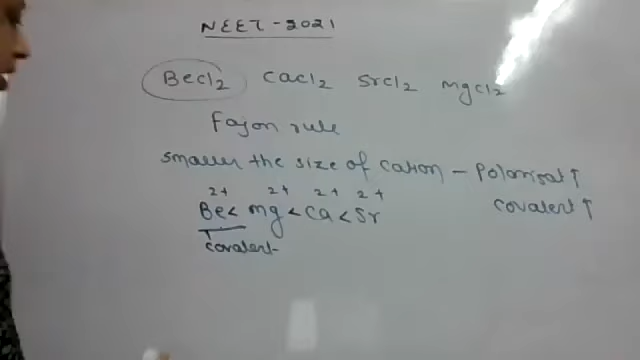 NEET-2021
BeCl2 CaCl2 SrCl2 MgCl2
Fajon rule
smaller the size of cation - Polarisat ↑
covalent ↑
2+ 2+ 2+ 2+
Be < Mg < Ca < Sr
covalent